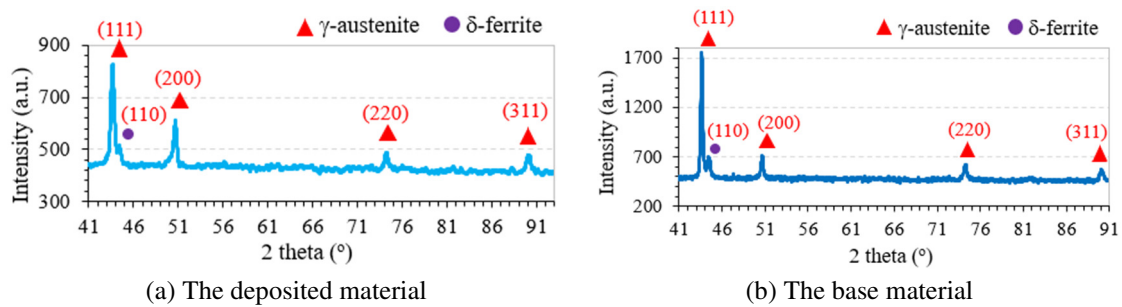 ▲ γ-austenite ● δ-ferrite
(111)
900
(200)
700
(110)
(220)
(311)
500
300
Intensity (a.u.)
41 46 51 56 61 66 71 76 81 86 91
2 theta (°)
(a) The deposited material
(111)
▲ γ-austenite ● δ-ferrite
1700
1200
(110)
(200)
(220)
(311)
700
200
Intensity (a.u.)
41 46 51 56 61 66 71 76 81 86 91
2 theta (°)
(b) The base material